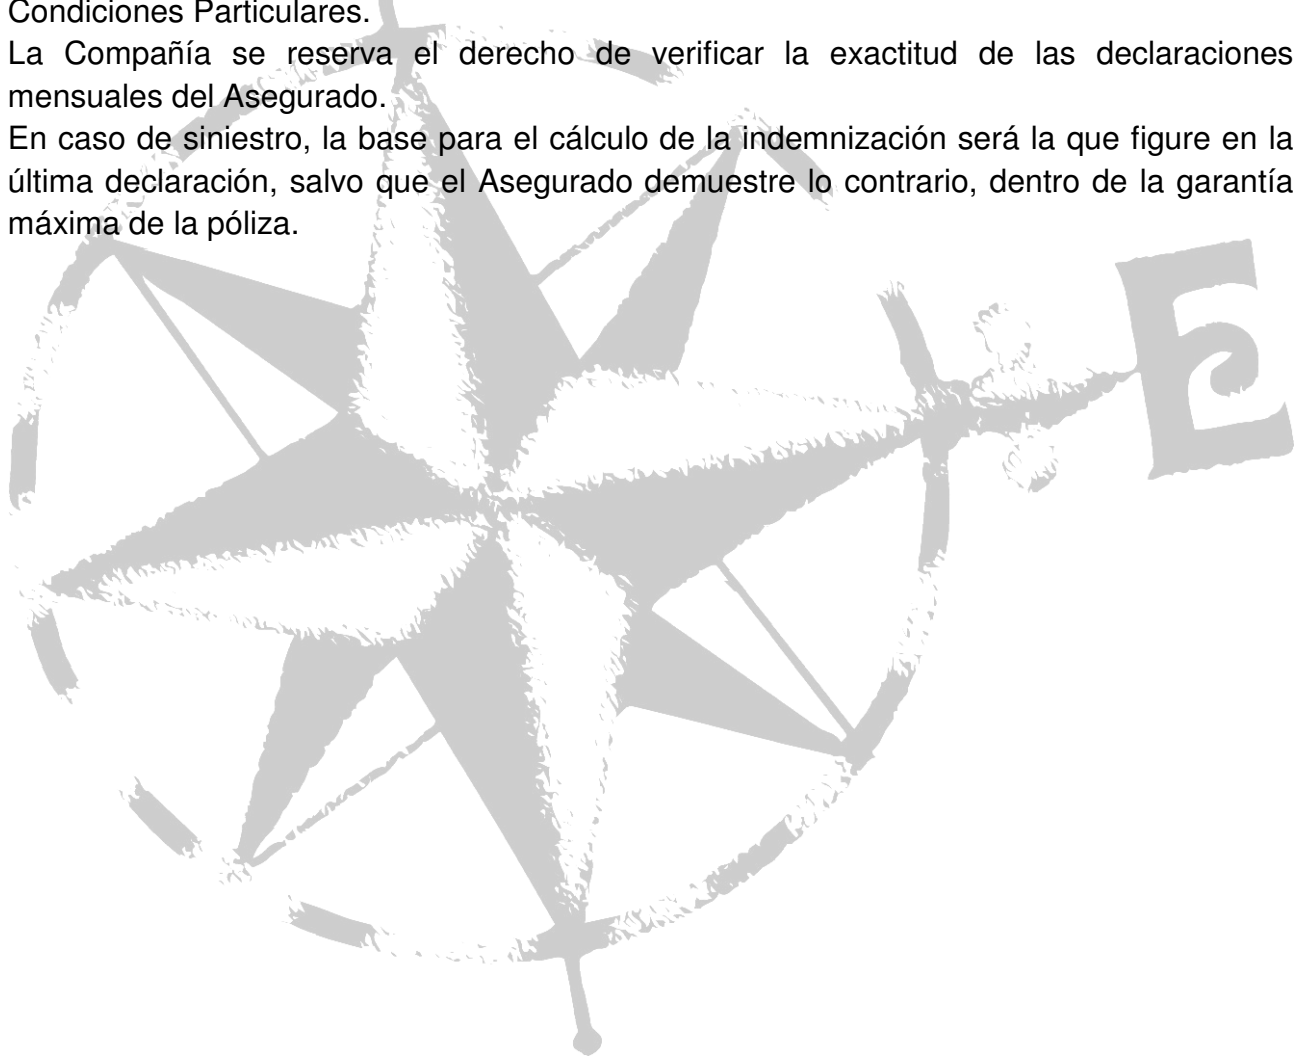 Condiciones Particulares.
La Compañía se reserva el derecho de verificar la exactitud de las declaraciones
mensuales del Asegurado.
En caso de siniestro, la base para el cálculo de la indemnización será la que figure en la
última declaración, salvo que el Asegurado demuestre lo contrario, dentro de la garantía
máxima de la póliza.
E